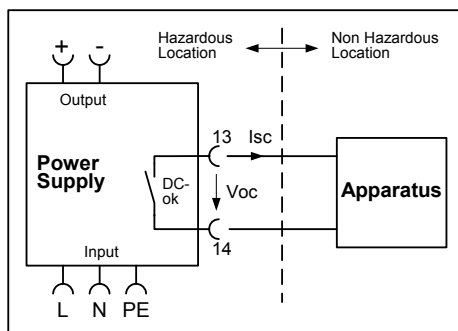 + -
Output
Hazardous
Location
Non Hazardous
Location
13
Isc
Power
Supply
DC-
ok
Voc
Apparatus
14
Input
L N PE